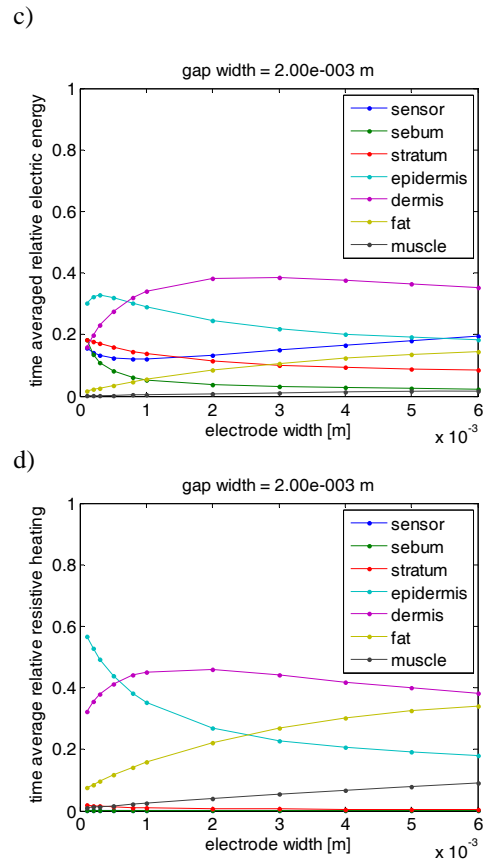 c)
gap width = 2.00e-003 m
time averaged relative electric energy
1
0.8
0.6
0.4
0.2
0
sensor
sebum
stratum
epidermis
dermis
fat
muscle
0 1 2 3 4 5 6
electrode width [m]
x 10⁻³
d)
gap width = 2.00e-003 m
time average relative resistive heating
1
0.8
0.6
0.4
0.2
0
sensor
sebum
stratum
epidermis
dermis
fat
muscle
0 1 2 3 4 5 6
electrode width [m]
x 10⁻³